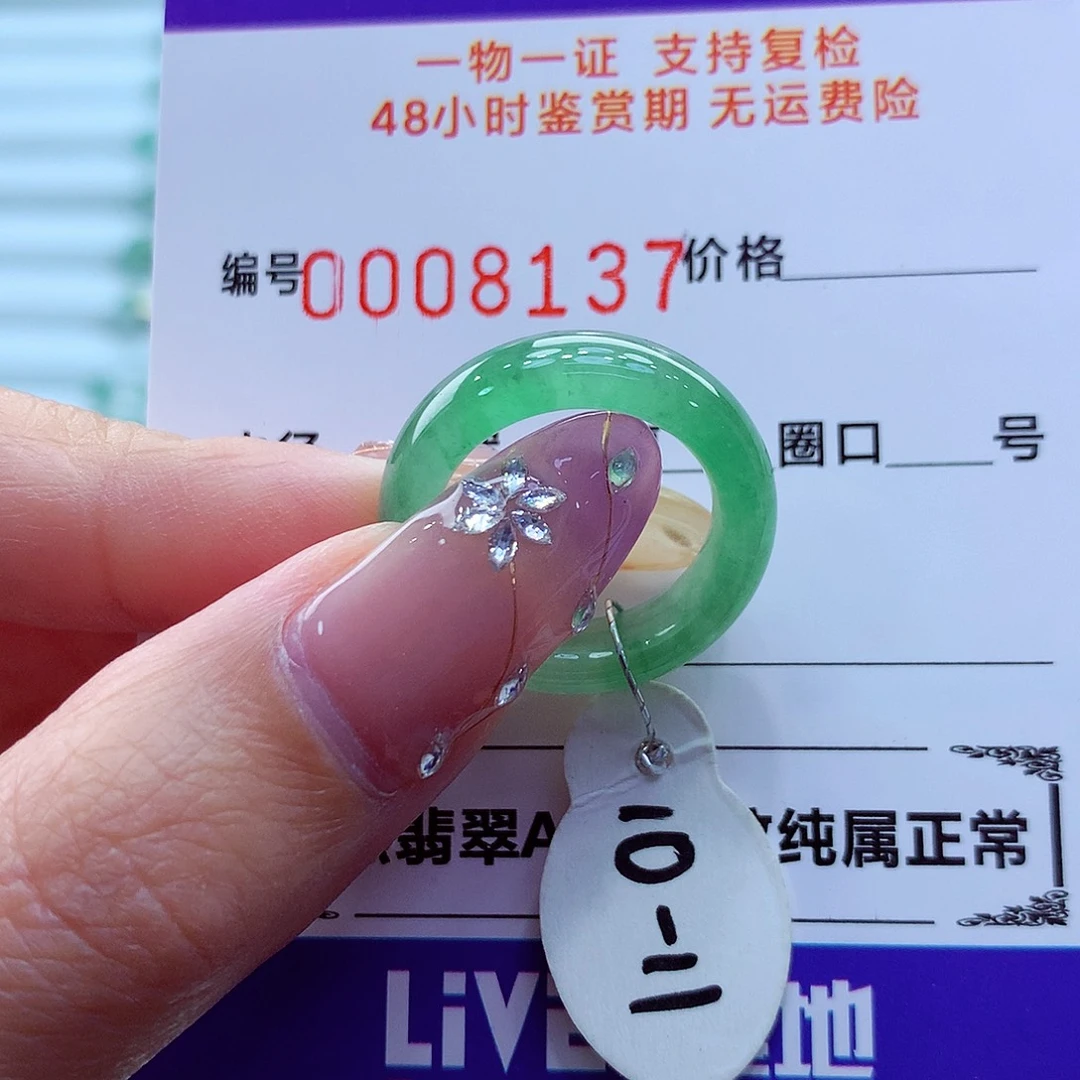 一物一证 支持复检
48小时鉴赏期 无运费险
编号0008137价格
圈口 号
翡翠A 纯属正常
10-11
LiVE 地